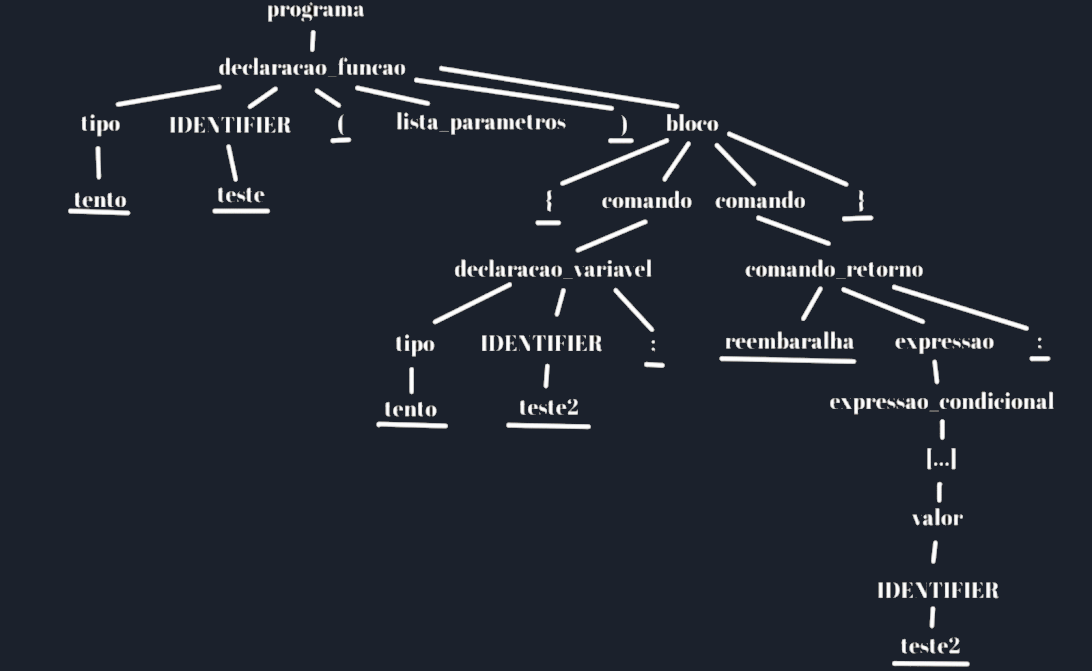 programa
declaracao_funcao
tipo IDENTIFIER ( lista_parametros ) bloco
tento teste
{ comando comando }
declaracao_variavel comando_retorno
tipo IDENTIFIER ; reembaralha expressao ;
tento teste2 expressao_condicional
[...]
valor
IDENTIFIER
teste2